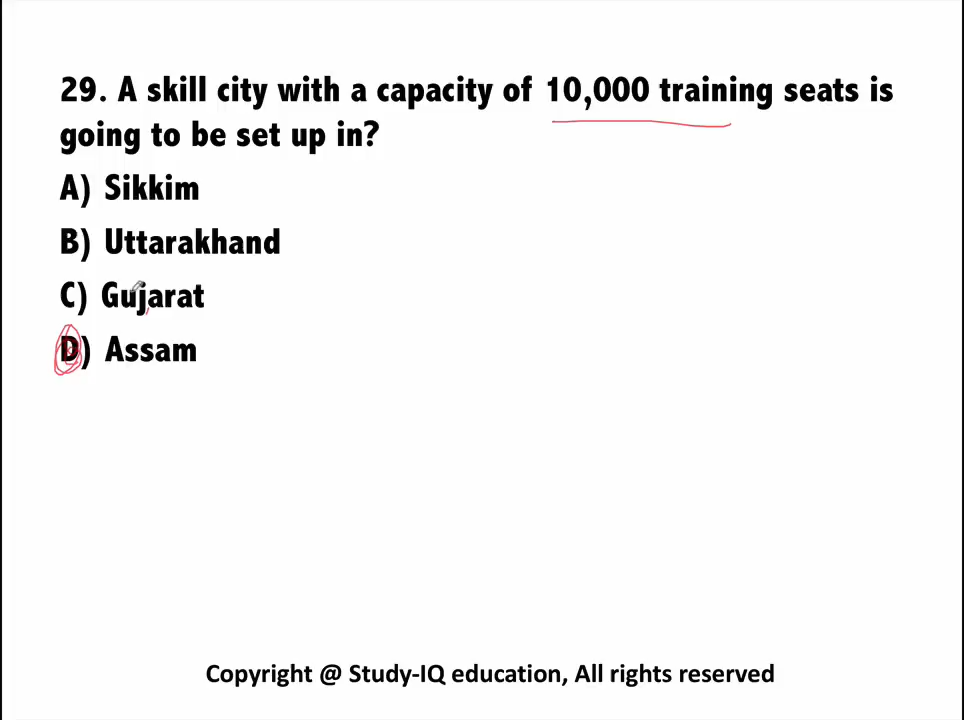 29. A skill city with a capacity of 10,000 training seats is
going to be set up in?
A) Sikkim
B) Uttarakhand
C) Gujarat
D) Assam
Copyright @ Study-IQ education, All rights reserved